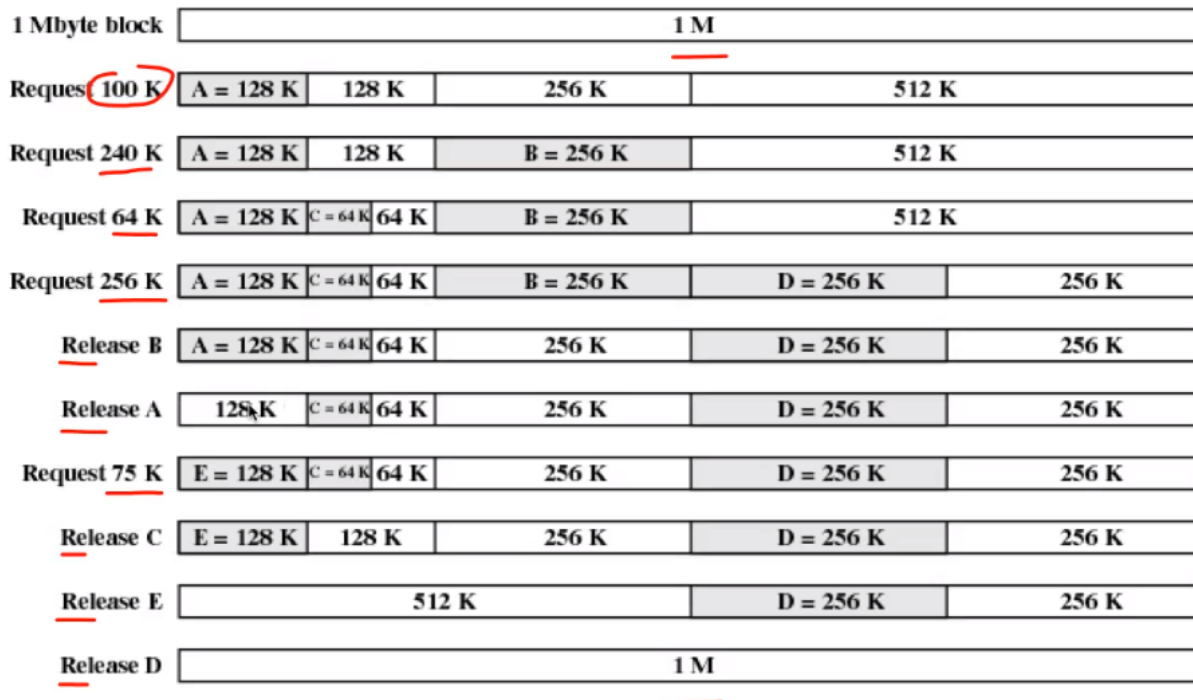 1 Mbyte block 1 M
Request 100 K A = 128 K 128 K 256 K 512 K
Request 240 K A = 128 K 128 K B = 256 K 512 K
Request 64 K A = 128 K C = 64 K 64 K B = 256 K 512 K
Request 256 K A = 128 K C = 64 K 64 K B = 256 K D = 256 K 256 K
Release B A = 128 K C = 64 K 64 K 256 K D = 256 K 256 K
Release A 128 K C = 64 K 64 K 256 K D = 256 K 256 K
Request 75 K E = 128 K C = 64 K 64 K 256 K D = 256 K 256 K
Release C E = 128 K 128 K 256 K D = 256 K 256 K
Release E 512 K D = 256 K 256 K
Release D 1 M